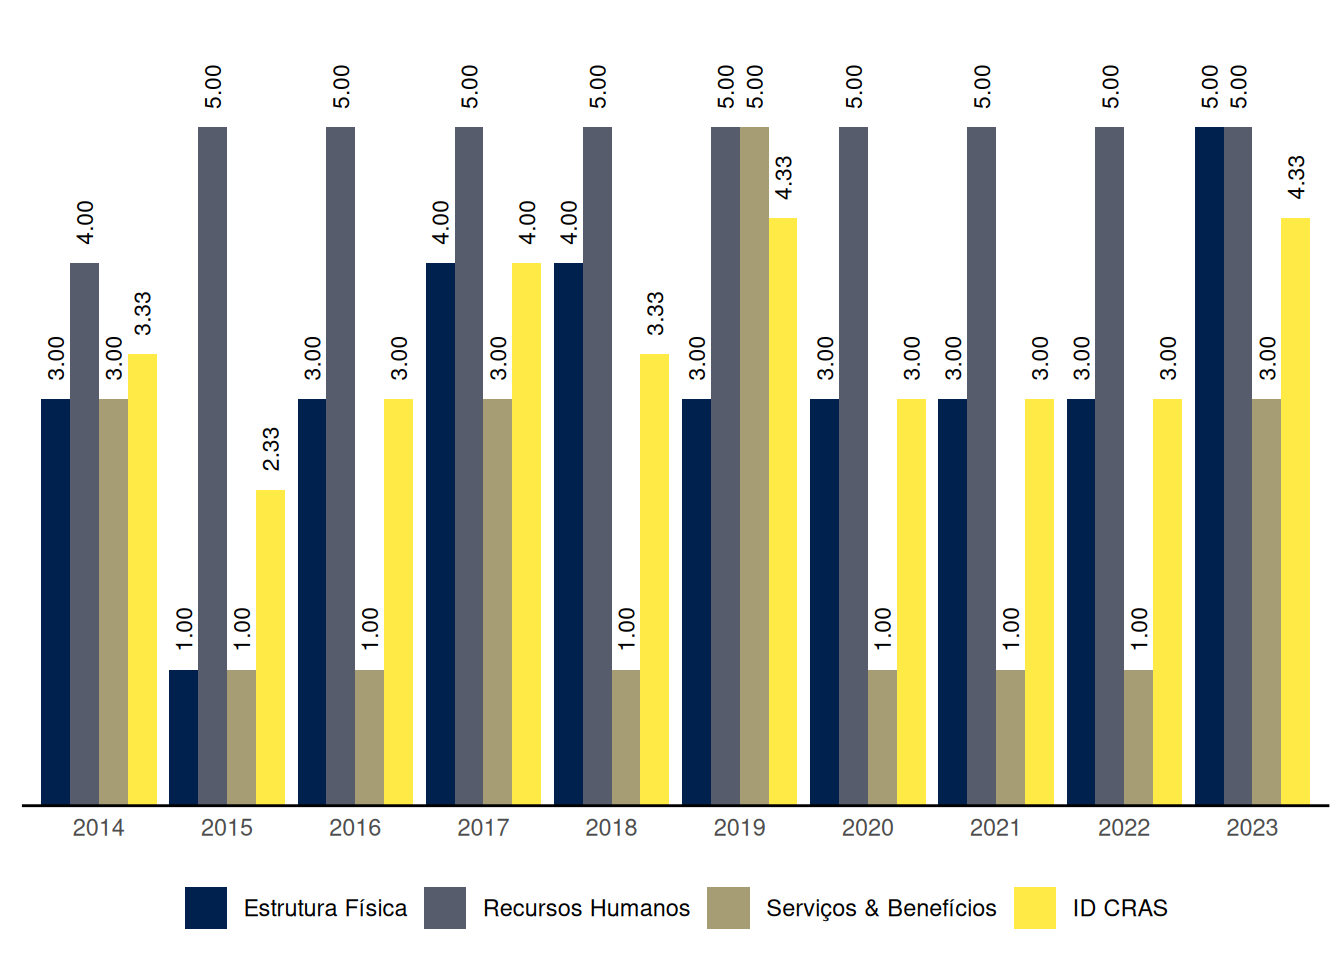 5.00 5.00 5.00 5.00 5.00 5.00 5.00 5.00 5.00 5.00 5.00
4.33 4.33
4.00 4.00 4.00 4.00
3.33 3.33
3.00 3.00 3.00 3.00 3.00 3.00 3.00 3.00 3.00 3.00 3.00 3.00 3.00
2.33
1.00 1.00 1.00 1.00 1.00 1.00 1.00
2014 2015 2016 2017 2018 2019 2020 2021 2022 2023
Estrutura Física Recursos Humanos Serviços & Benefícios ID CRAS